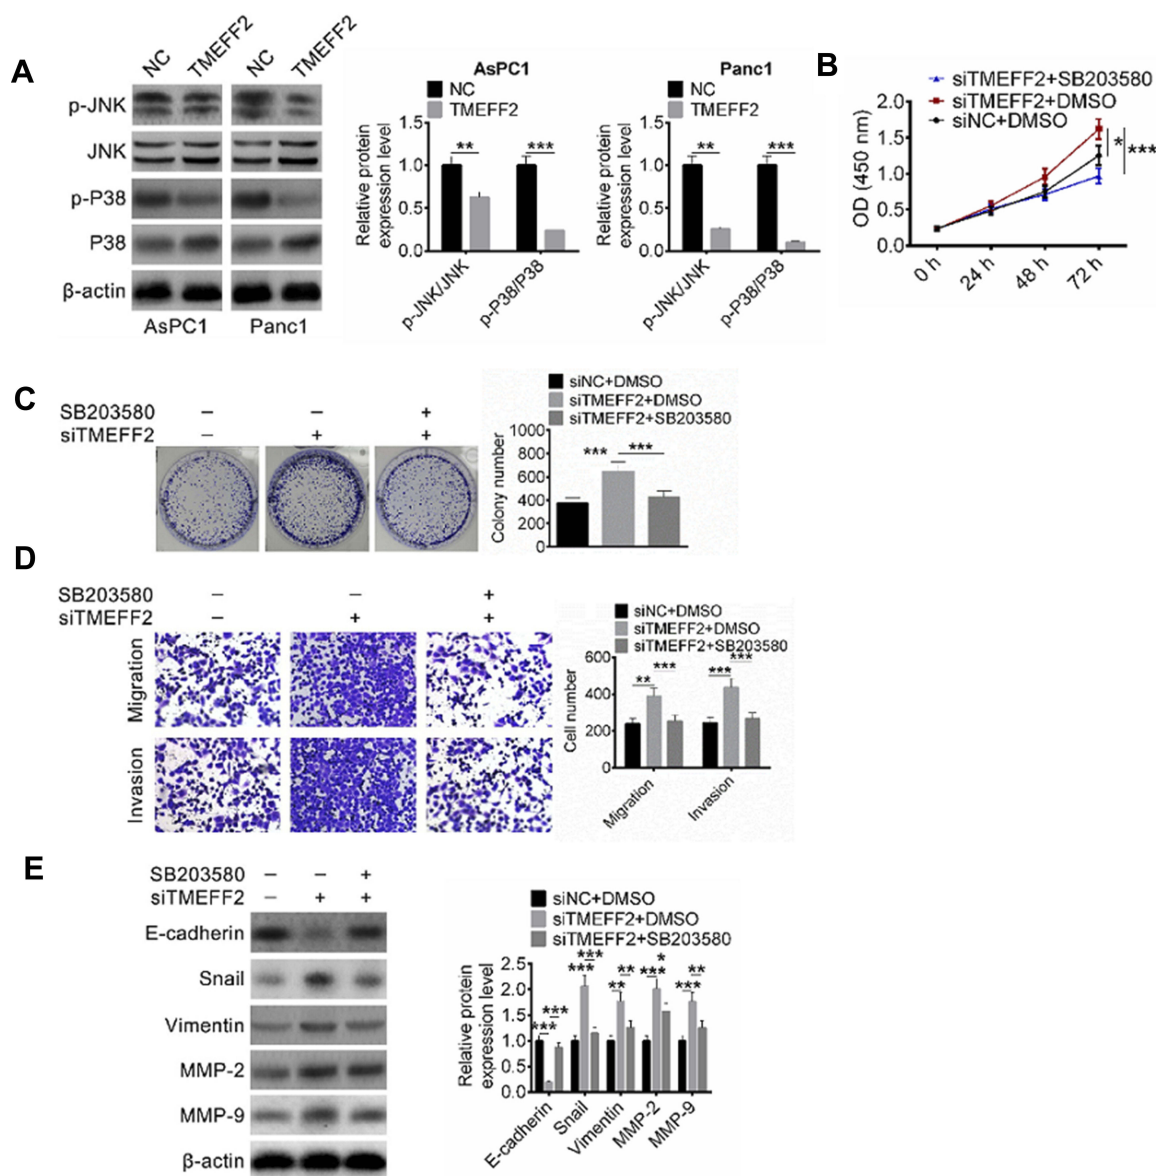 A
NC TMEFF2 NC TMEFF2
p-JNK
JNK
p-P38
P38
β-actin
AsPC1 Panc1
AsPC1
NC
TMEFF2
Relative protein
expression level
1.5
1.0
0.5
0.0
** ***
p-JNK/JNK p-P38/P38
Panc1
NC
TMEFF2
Relative protein
expression level
1.5
1.0
0.5
0.0
** ***
p-JNK/JNK p-P38/P38
B
siTMEFF2+SB203580
siTMEFF2+DMSO
siNC+DMSO
OD (450 nm)
2.0
1.5
1.0
0.5
0.0
* ***
0 h 24 h 48 h 72 h
C
SB203580 − − +
siTMEFF2 − + +
siNC+DMSO
siTMEFF2+DMSO
siTMEFF2+SB203580
Colony number
1000
800
600
400
200
0
*** ***
D
SB203580 − − +
siTMEFF2 − + +
Migration
Invasion
siNC+DMSO
siTMEFF2+DMSO
siTMEFF2+SB203580
Cell number
600
400
200
0
** *** *** ***
Migration Invasion
E
SB203580 − − +
siTMEFF2 − + +
E-cadherin
Snail
Vimentin
MMP-2
MMP-9
β-actin
siNC+DMSO
siTMEFF2+DMSO
siTMEFF2+SB203580
Relative protein
expression level
2.5
2.0
1.5
1.0
0.5
0.0
*** *** *** *** ** ** *** * *** **
E-cadherin Snail Vimentin MMP-2 MMP-9